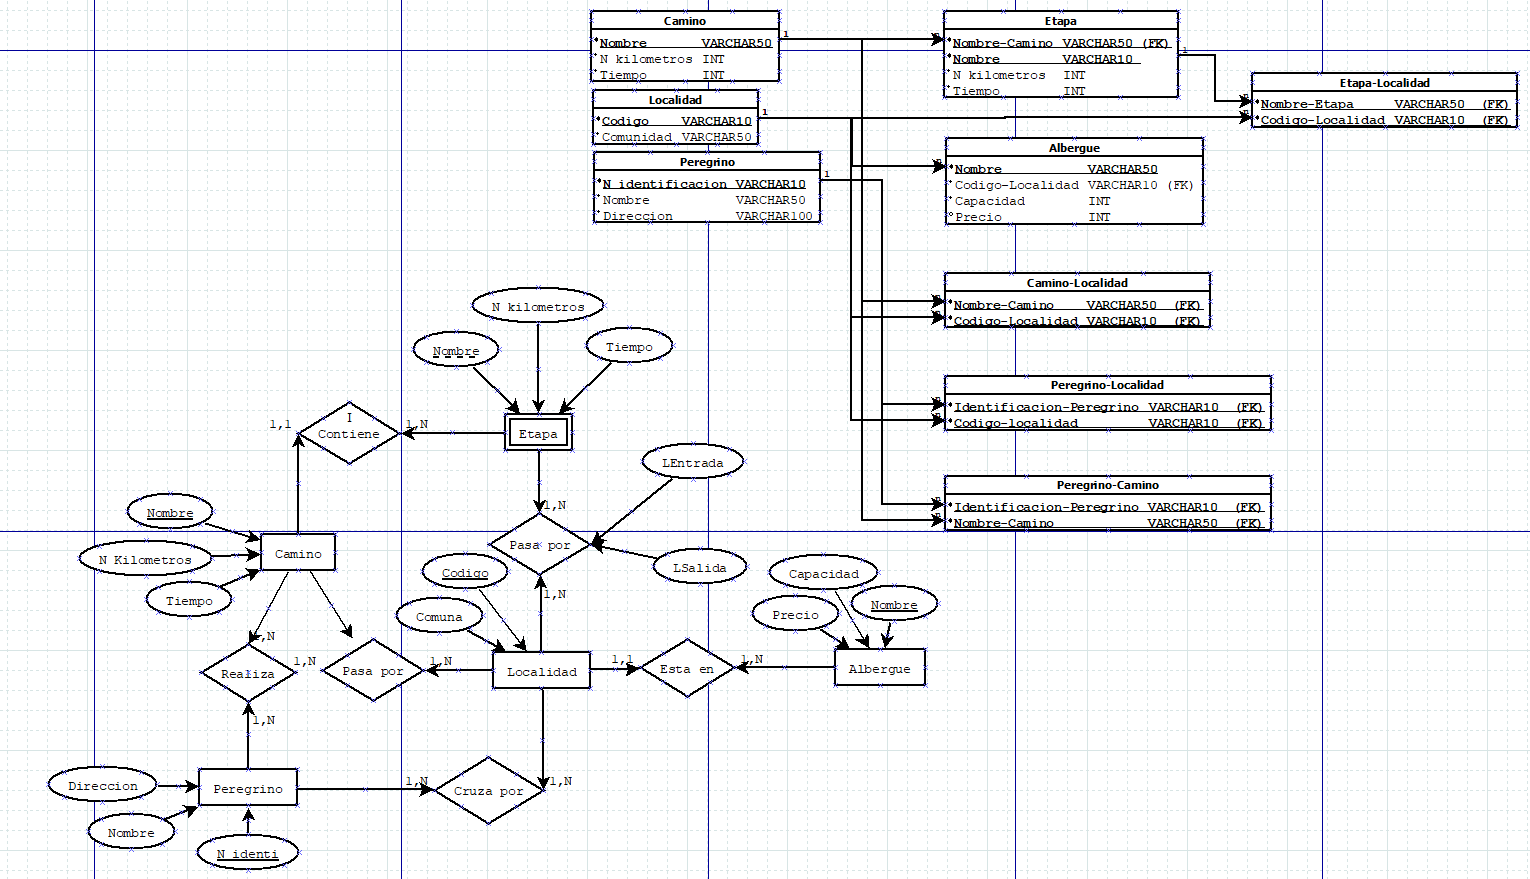 Camino
Nombre VARCHAR50
N kilometros INT
Tiempo INT
1
Localidad
Codigo VARCHAR10
Comunidad VARCHAR50
1
Peregrino
N identificacion VARCHAR10
Nombre VARCHAR50
Direccion VARCHAR100
1
Etapa
n
Nombre-Camino VARCHAR50 (FK)
Nombre VARCHAR10
N kilometros INT
Tiempo INT
1
Etapa-Localidad
n
Nombre-Etapa VARCHAR50 (FK)
n
Codigo-Localidad VARCHAR10 (FK)
Albergue
n
Nombre VARCHAR50
Codigo-Localidad VARCHAR10 (FK)
Capacidad INT
Precio INT
Camino-Localidad
n
Nombre-Camino VARCHAR50 (FK)
n
Codigo-Localidad VARCHAR10 (FK)
Peregrino-Localidad
n
Identificacion-Peregrino VARCHAR10 (FK)
n
Codigo-localidad VARCHAR10 (FK)
Peregrino-Camino
n
Identificacion-Peregrino VARCHAR10 (FK)
n
Nombre-Camino VARCHAR50 (FK)
N kilometros
Nombre
Tiempo
I
Contiene
1,1
1,N
Etapa
LEntrada
1,N
Pasa por
LSalida
1,N
Nombre
N Kilometros
Tiempo
Camino
Codigo
Comuna
Capacidad
Precio
Nombre
1,N
Realiza
1,N
1,N
Pasa por
1,N
Localidad
1,1
Esta en
1,N
Albergue
Direccion
Nombre
N identi
Peregrino
1,N
Cruza por
1,N